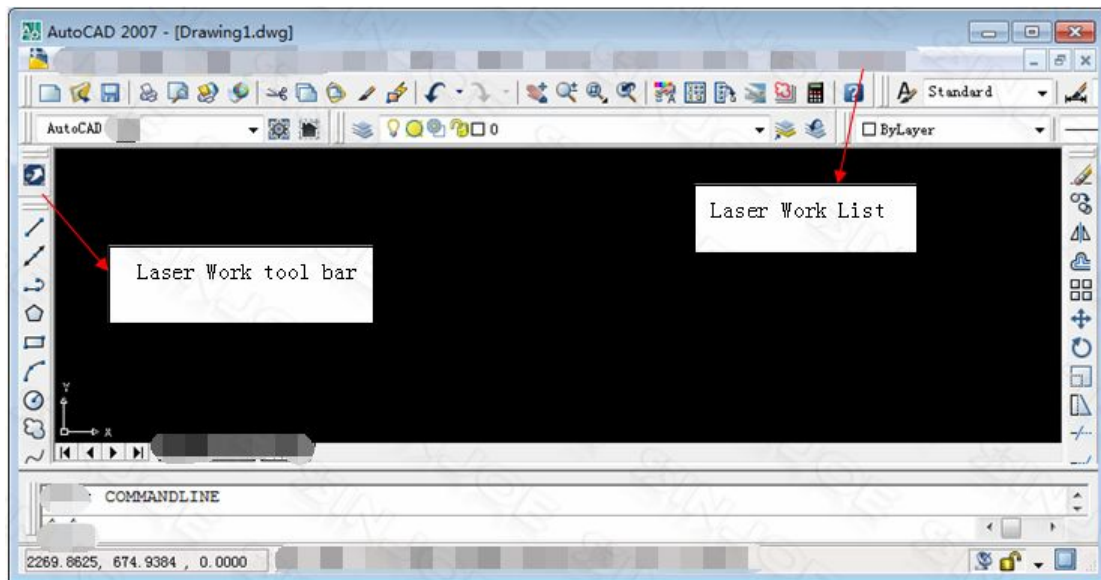 AutoCAD 2007 - [Drawing1.dwg]
Standard
AutoCAD
0
ByLayer
Laser Work List
Laser Work tool bar
Y
X
COMMANDLINE
2269.8625, 674.9384 , 0.0000